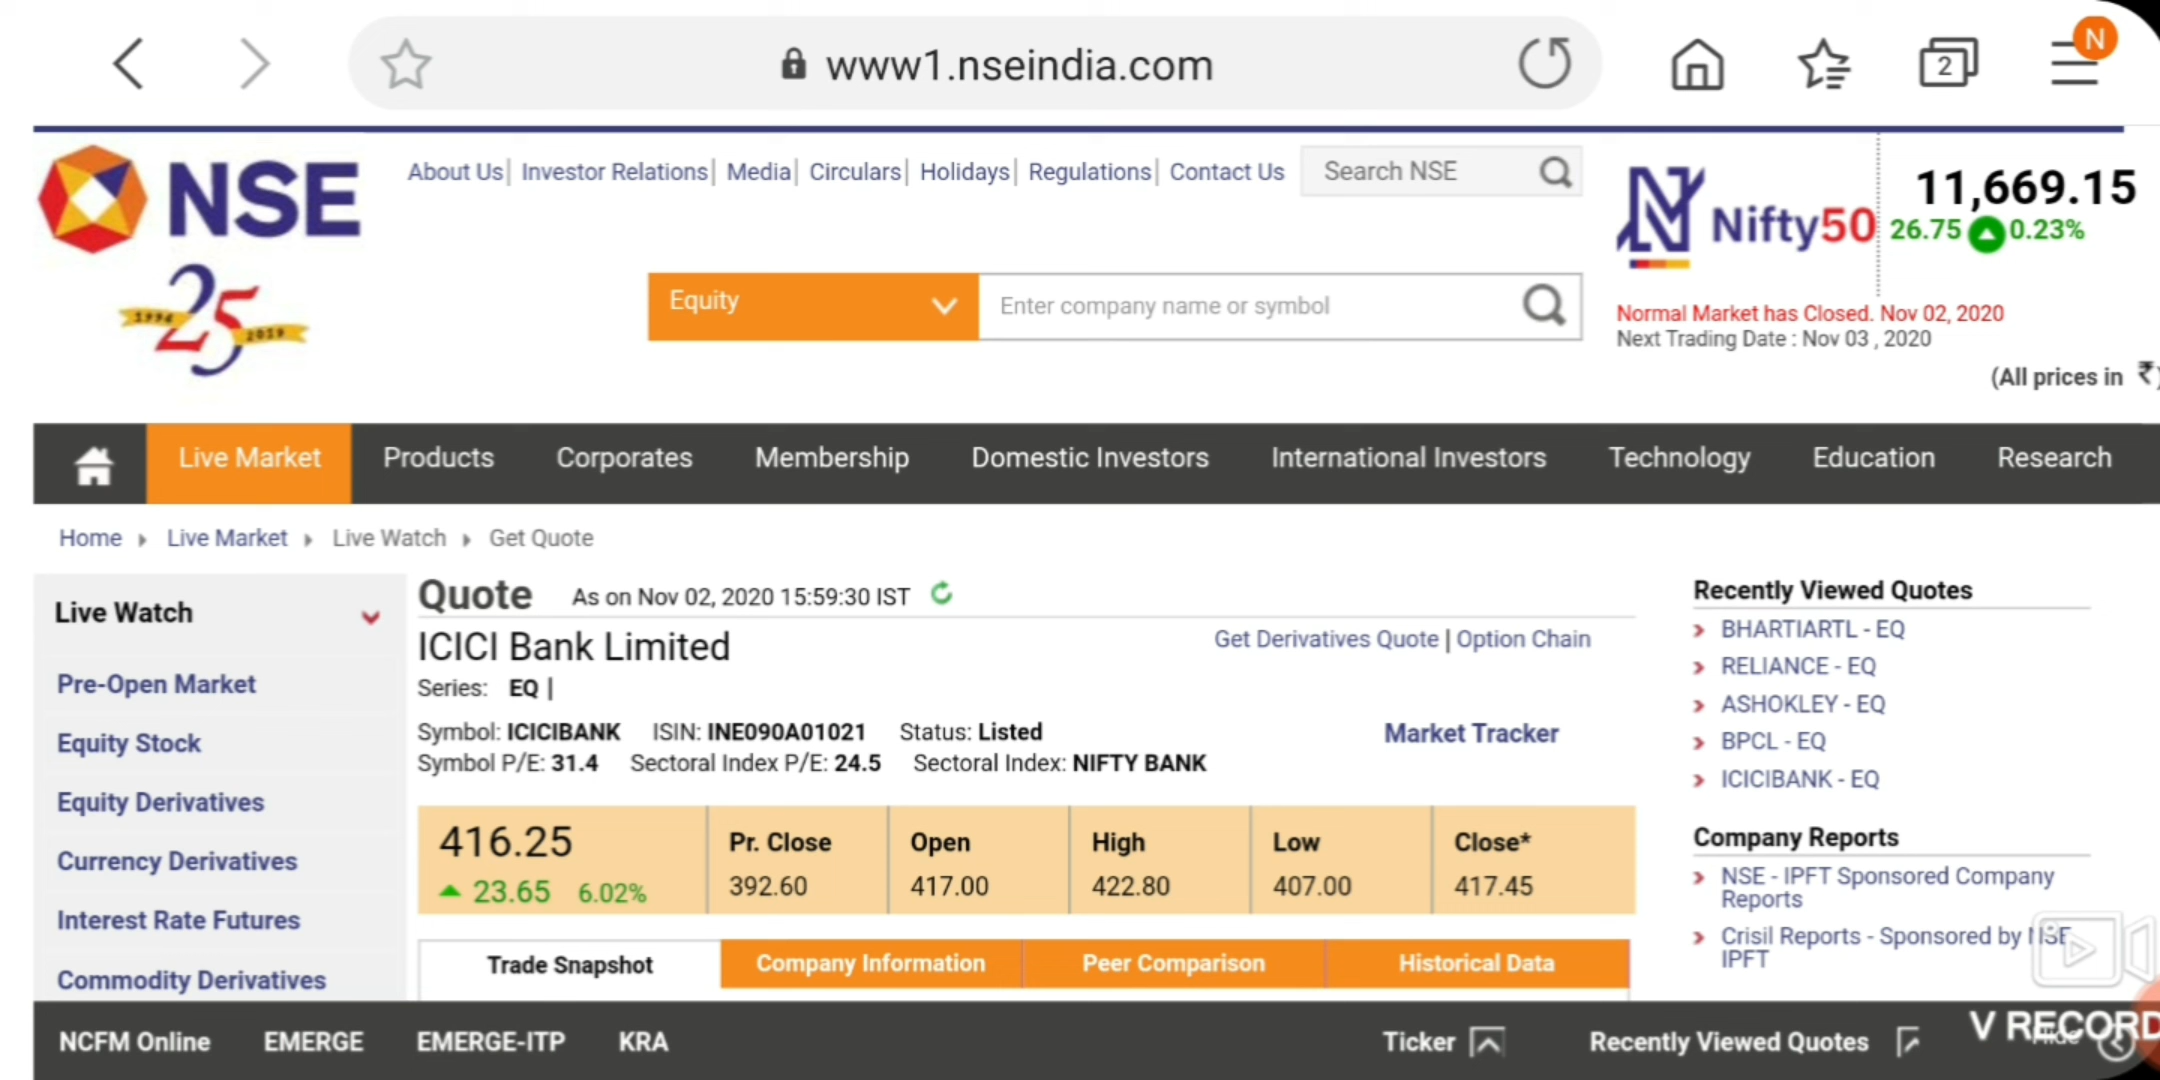 www1.nseindia.com
2
N
NSE
About Us | Investor Relations | Media | Circulars | Holidays | Regulations | Contact Us
Search NSE
Nifty50
11,669.15
26.75 0.23%
25
1994
2019
Equity
Enter company name or symbol
Normal Market has Closed. Nov 02, 2020
Next Trading Date : Nov 03 , 2020
(All prices in ₹)
Live Market Products Corporates Membership Domestic Investors International Investors Technology Education Research
Home Live Market Live Watch Get Quote
Live Watch
Pre-Open Market
Equity Stock
Equity Derivatives
Currency Derivatives
Interest Rate Futures
Commodity Derivatives
Quote As on Nov 02, 2020 15:59:30 IST
ICICI Bank Limited
Get Derivatives Quote | Option Chain
Series: EQ |
Symbol: ICICIBANK ISIN: INE090A01021 Status: Listed
Market Tracker
Symbol P/E: 31.4 Sectoral Index P/E: 24.5 Sectoral Index: NIFTY BANK
416.25 Pr. Close Open High Low Close*
23.65 6.02% 392.60 417.00 422.80 407.00 417.45
Trade Snapshot Company Information Peer Comparison Historical Data
Recently Viewed Quotes
BHARTIARTL - EQ
RELIANCE - EQ
ASHOKLEY - EQ
BPCL - EQ
ICICIBANK - EQ
Company Reports
NSE - IPFT Sponsored Company
Reports
Crisil Reports - Sponsored by NSE
IPFT
NCFM Online EMERGE EMERGE-ITP KRA Ticker Recently Viewed Quotes Hide
V RECORD